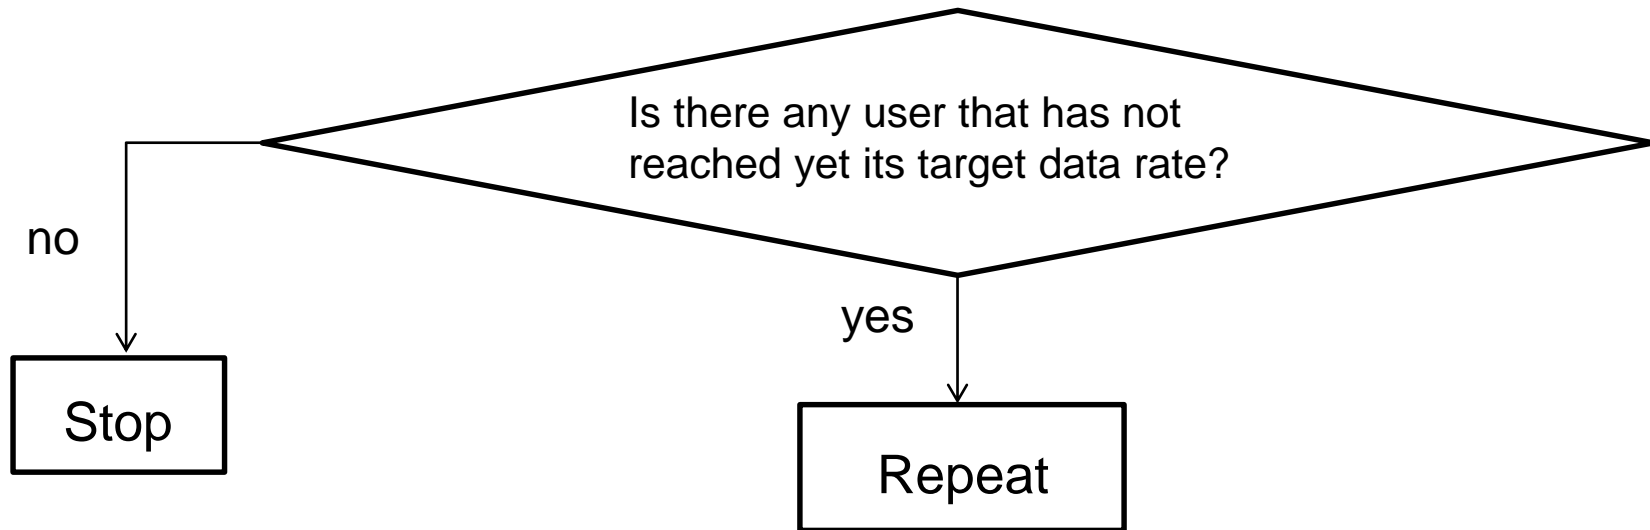 Is there any user that has not
reached yet its target data rate?
no
yes
Stop
Repeat